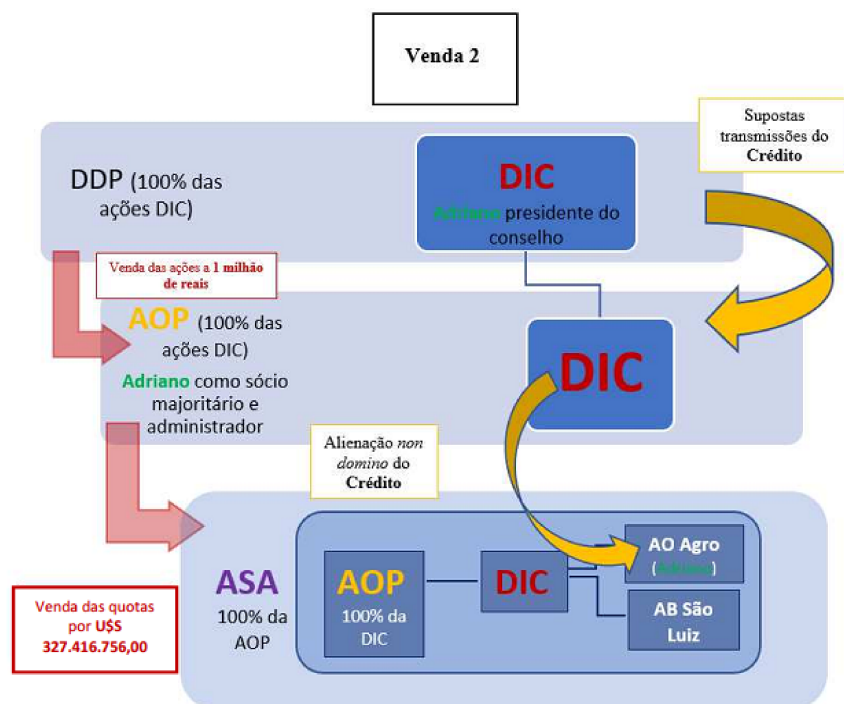 Venda 2
Supostas
transmissões do
Crédito
DDP (100% das
ações DIC)
DIC
Adriano presidente do
conselho
Venda das ações a 1 milhão
de reais
AOP (100% das
ações DIC)
Adriano como sócio
majoritário e
administrador
DIC
Alienação non
domino do
Crédito
ASA
100% da
AOP
AOP
100% da
DIC
DIC
AO Agro
(Adriano)
AB São
Luiz
Venda das quotas
por U$S
327.416.756,00